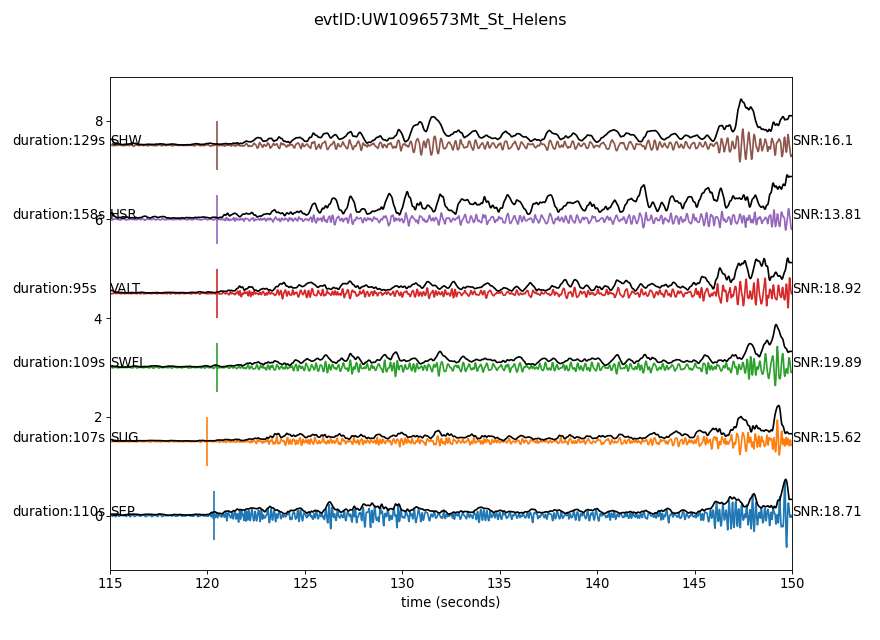 evtID:UW1096573Mt_St_Helens
8
duration:129s SHW SNR:16.1
duration:158s HSR SNR:13.81
6
duration:95s VALT SNR:18.92
4
duration:109s SWFL SNR:19.89
2
duration:107s SUG SNR:15.62
duration:110s SEP SNR:18.71
0
115 120 125 130 135 140 145 150
time (seconds)